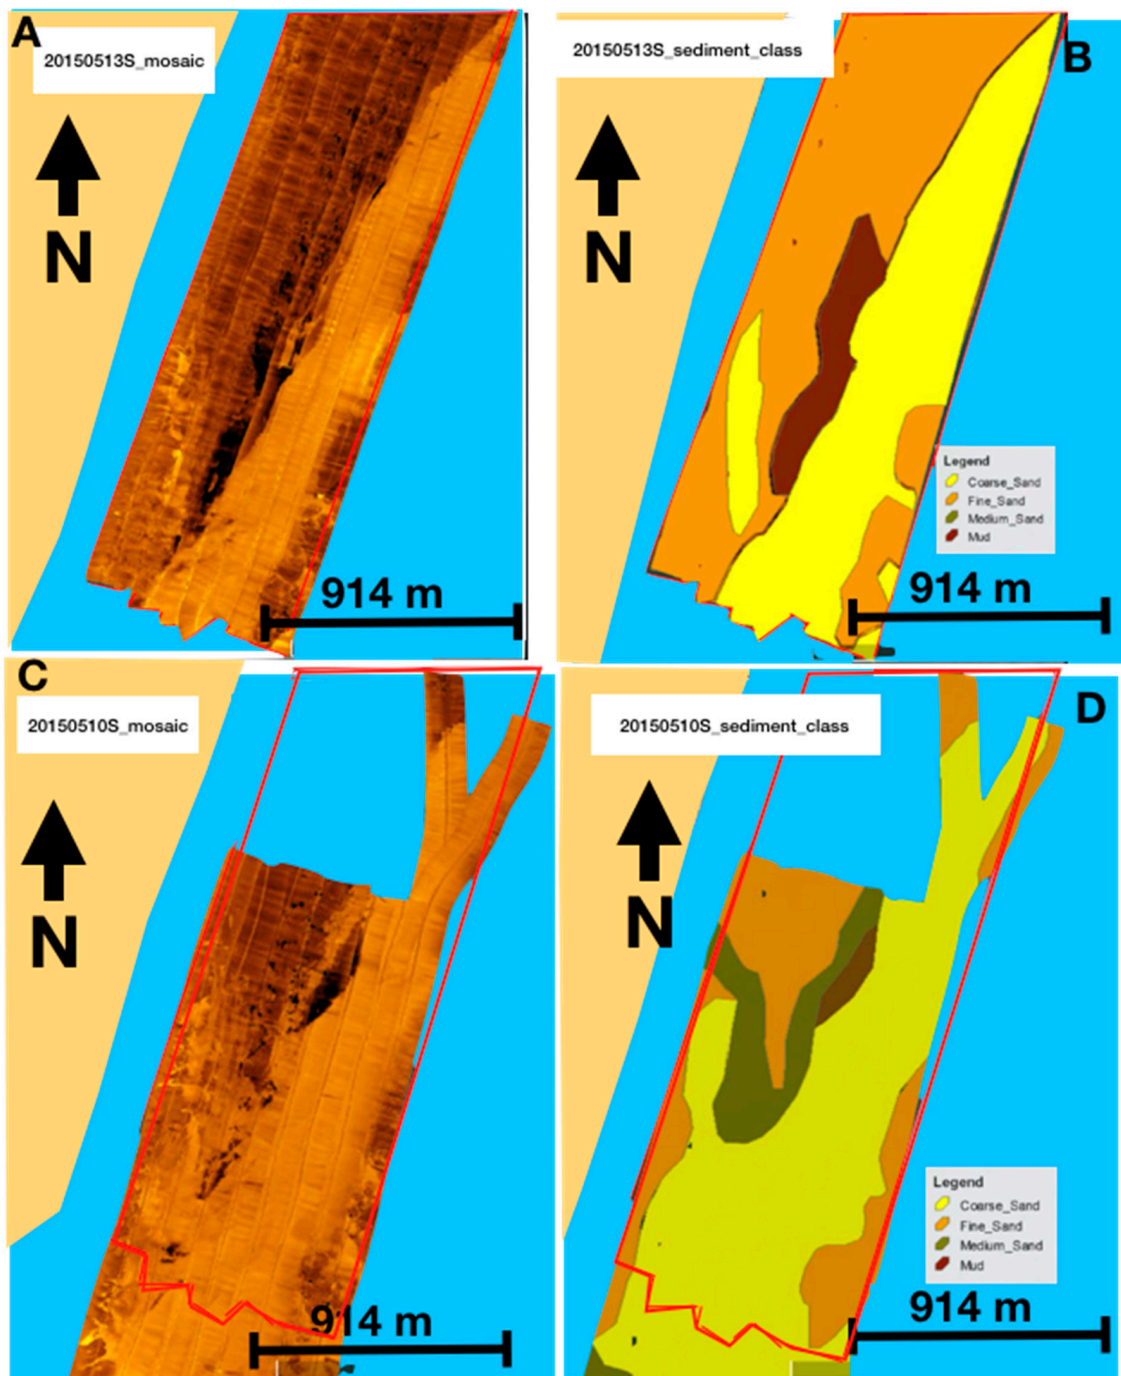 A
20150513S_mosaic
N
914 m
20150513S_sediment_class
B
N
Legend
Coarse_Sand
Fine_Sand
Medium_Sand
Mud
914 m
C
20150510S_mosaic
N
914 m
20150510S_sediment_class
D
N
Legend
Coarse_Sand
Fine_Sand
Medium_Sand
Mud
914 m